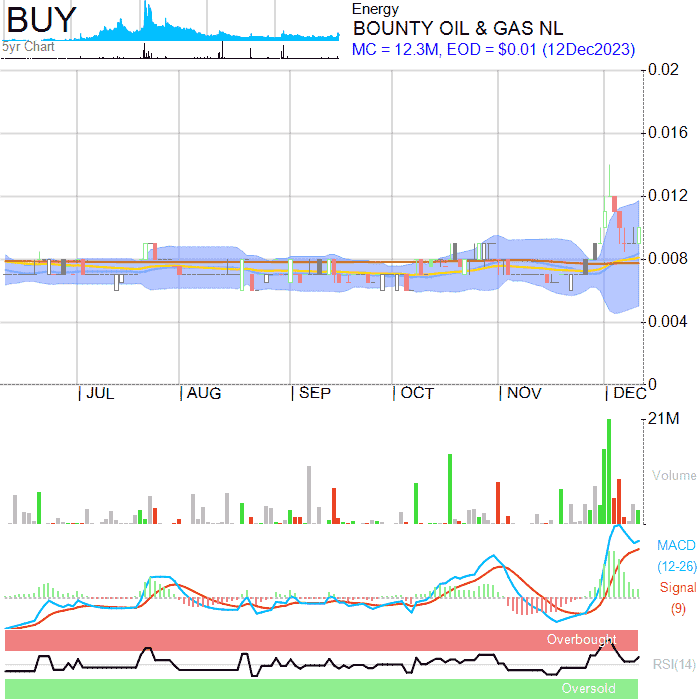 BUY
5yr Chart
Energy
BOUNTY OIL & GAS NL
MC = 12.3M, EOD = $0.01 (12Dec2023)
0.02
0.016
0.012
0.008
0.004
0
JUL AUG SEP OCT NOV DEC
21M
Volume
MACD
(12-26)
Signal
(9)
Overbought
RSI(14)
Oversold